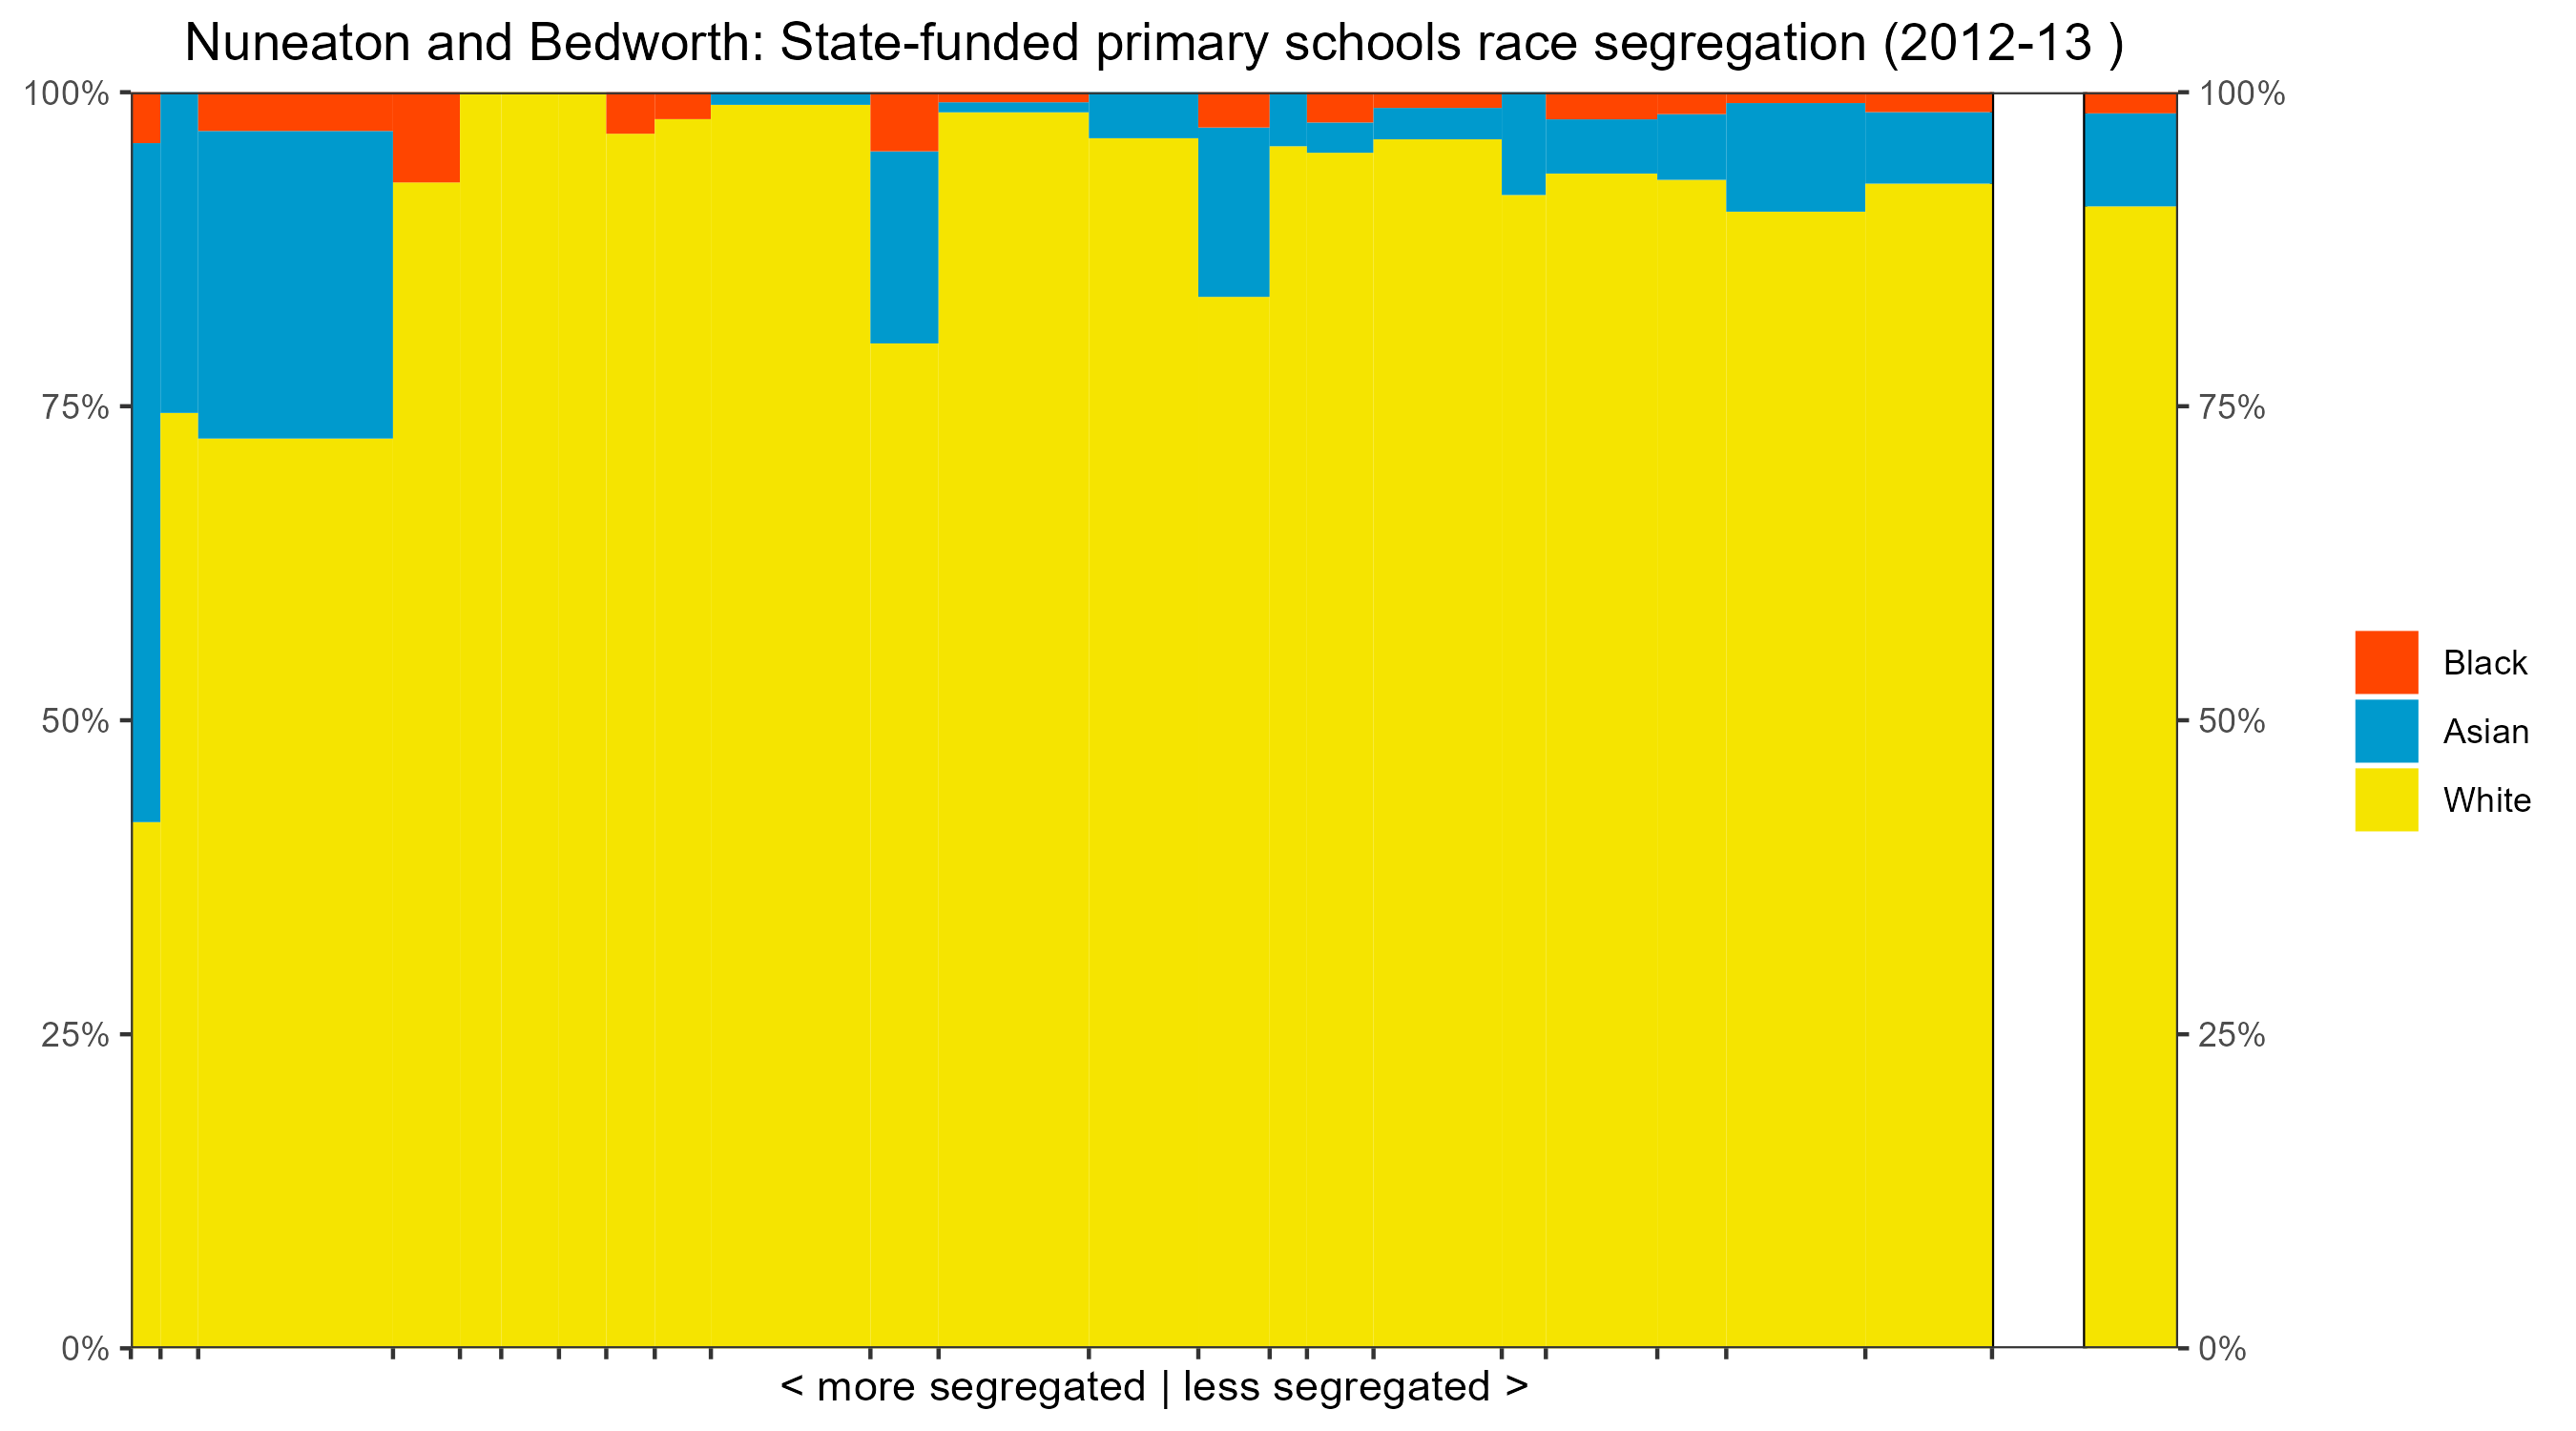 Nuneaton and Bedworth: State-funded primary schools race segregation (2012-13 )
100%
75%
50%
25%
0%
100%
75%
50%
25%
0%
Black
Asian
White
< more segregated | less segregated >